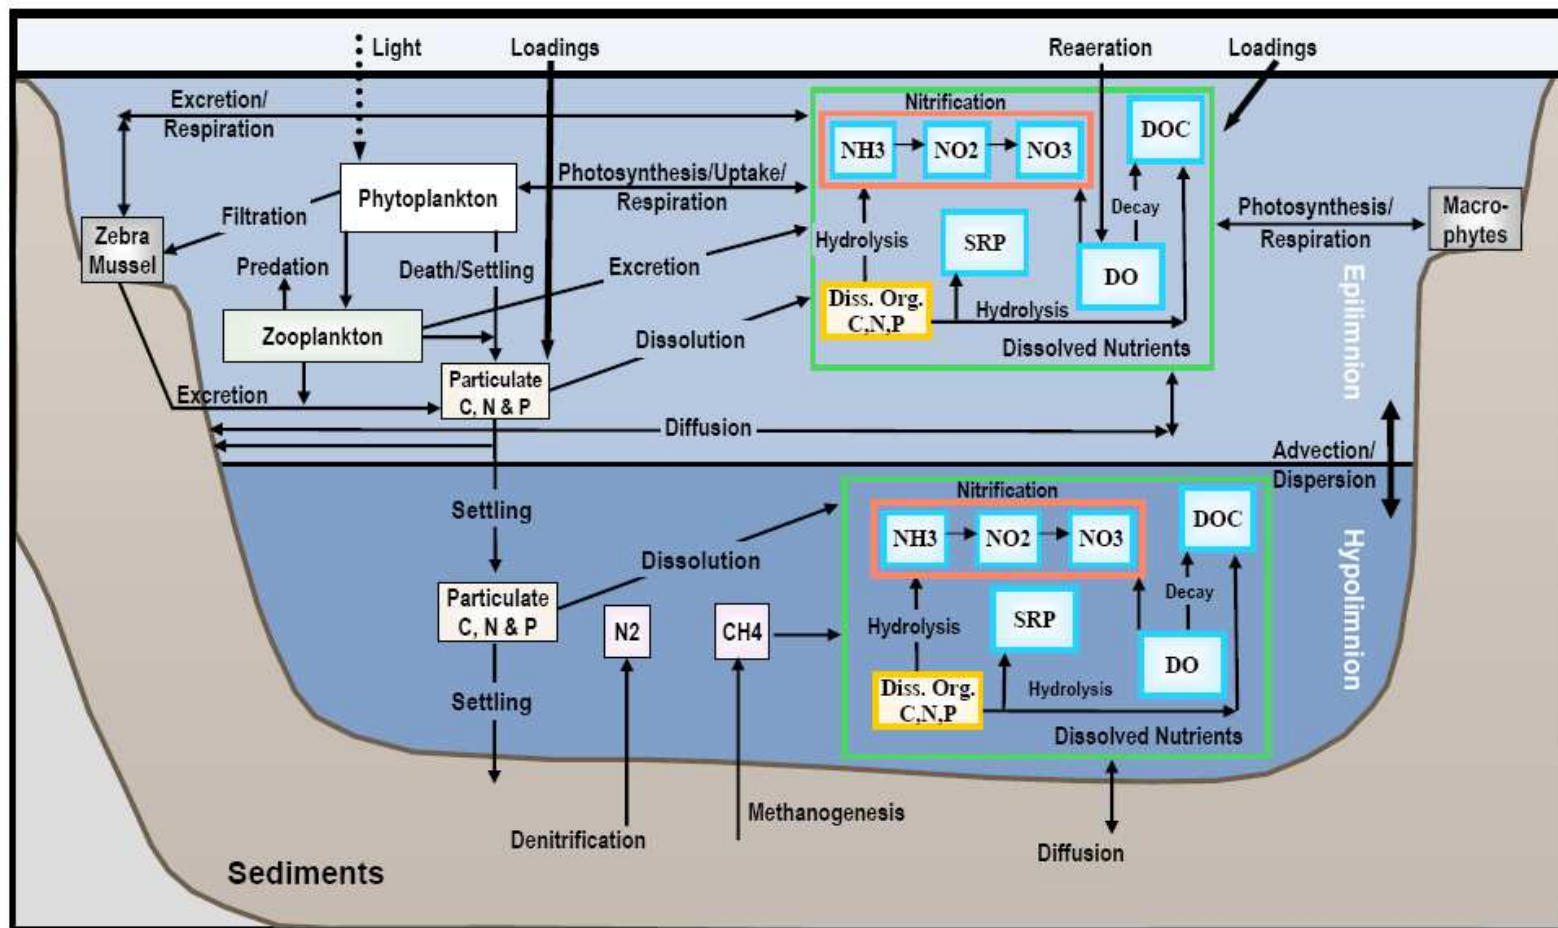 Light
Loadings
Reaeration
Loadings
Excretion/
Respiration
Nitrification
NH3
NO2
NO3
DOC
Phytoplankton
Photosynthesis/Uptake/
Respiration
Filtration
Zebra
Mussel
Predation
Death/Settling
Excretion
Hydrolysis
SRP
Decay
DO
Photosynthesis/
Respiration
Macro-
phytes
Zooplankton
Diss. Org.
C,N,P
Hydrolysis
Dissolved Nutrients
Dissolution
Particulate
C, N & P
Excretion
Diffusion
Epilimnion
Advection/
Dispersion
Settling
Nitrification
NH3
NO2
NO3
DOC
Dissolution
Hypolimnion
Particulate
C, N & P
N2
CH4
Hydrolysis
SRP
Decay
DO
Diss. Org.
C,N,P
Hydrolysis
Dissolved Nutrients
Settling
Denitrification
Methanogenesis
Diffusion
Sediments